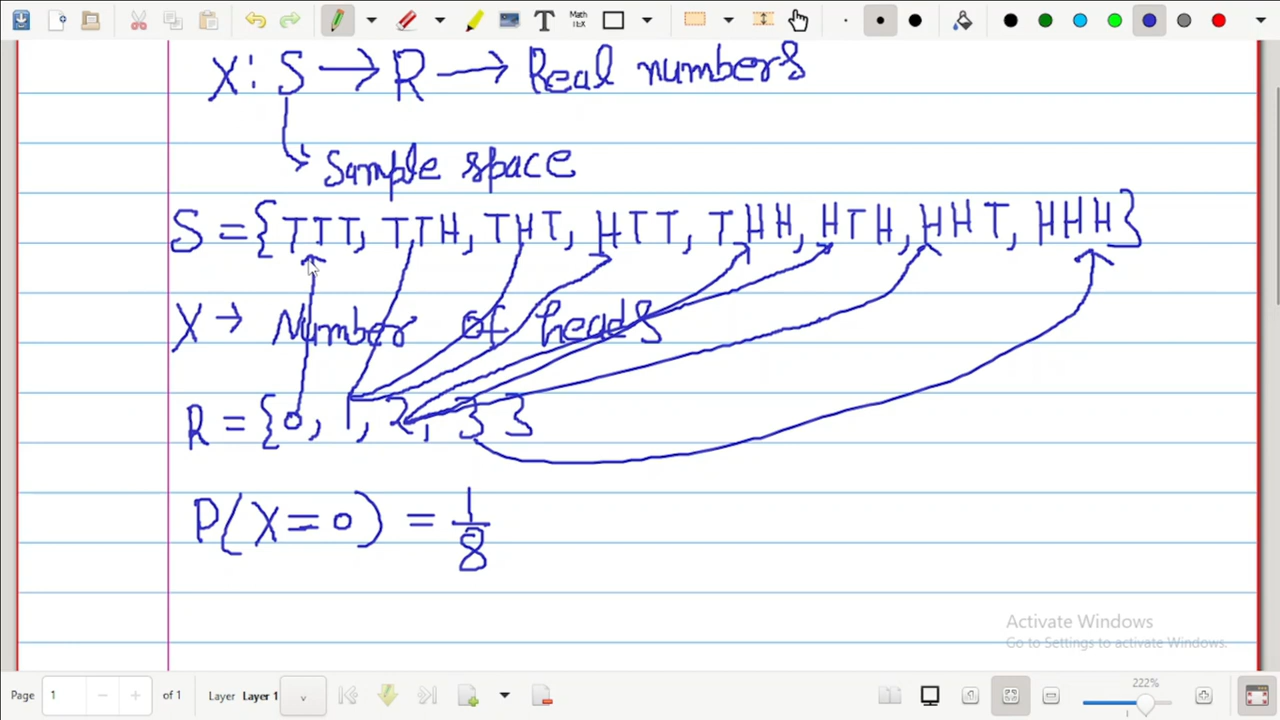 Math
X: S → R → Real numbers
Sample space
S = {TTT, TTH, THT, HTT, THH, HTH, HHT, HHH}
X → Number of heads
R = {0, 1, 2, 3}
P(X=0) = 1/8
Activate Windows
Go to Settings to activate Windows.
Page 1 of 1 Layer Layer 1 222%